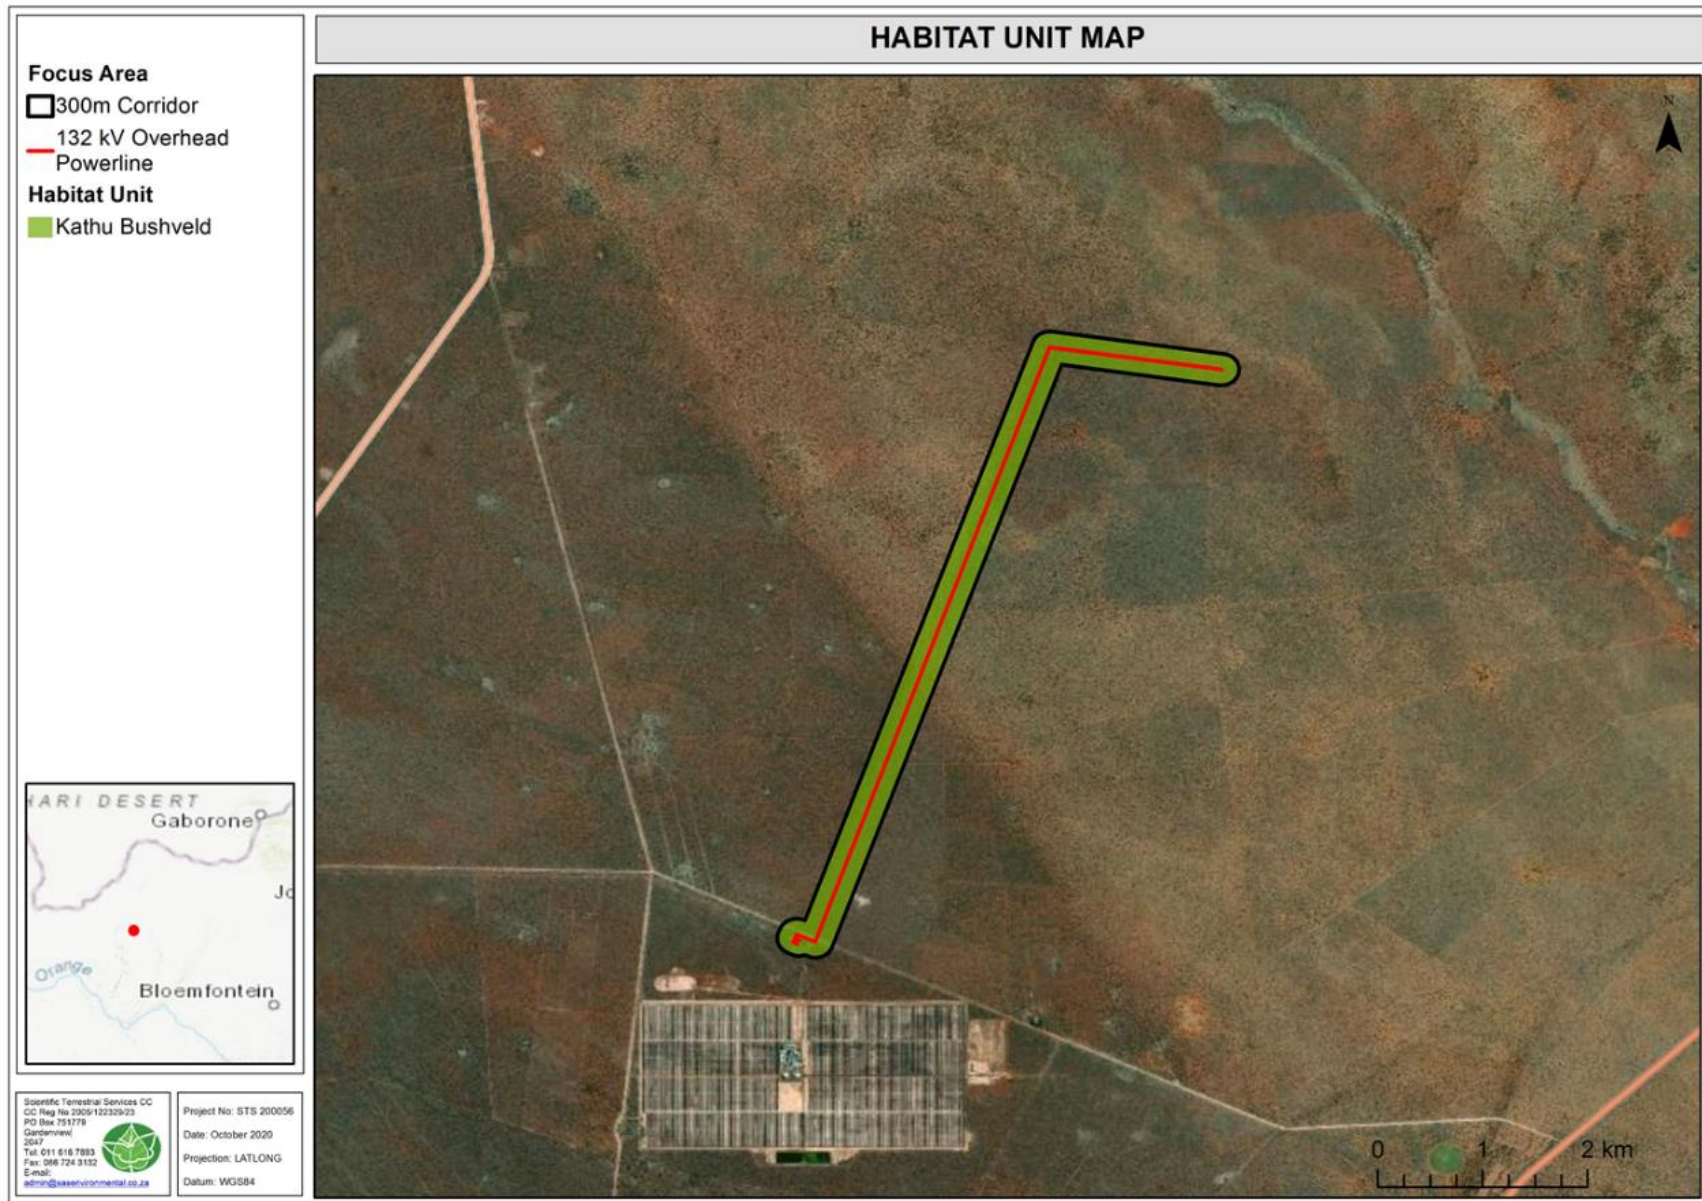 HABITAT UNIT MAP
Focus Area
300m Corridor
132 kV Overhead
Powerline
Habitat Unit
Kathu Bushveld
N
HARI DESERT
Gaborone
Jo
Orange
Bloemfontein
Scientific Terrestrial Services CC
CC Reg No 2005/122329/23
PO Box 751779
Gardenview
2047
Tel: 011 616 7893
Fax: 086 724 3132
E-mail:
admin@sasenvironmental.co.za
Project No: STS 200056
Date: October 2020
Projection: LATLONG
Datum: WGS84
0 1 2 km